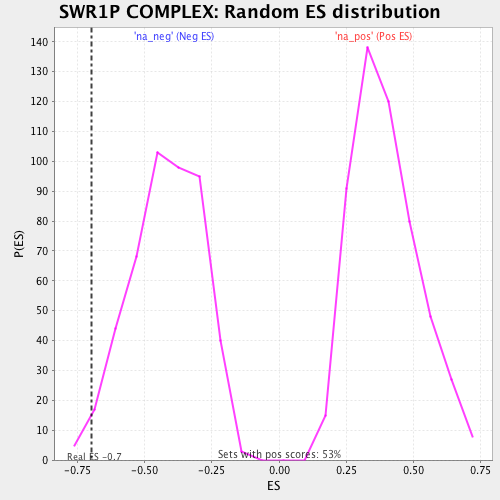 SWR1P COMPLEX: Random ES distribution
'na_neg' (Neg ES) 'na_pos' (Pos ES)
140
130
120
110
100
90
80
70
60
50
40
30
20
10
0
P(ES)
Real ES -0.7
Sets with pos scores: 53%
-0.75 -0.50 -0.25 0.00 0.25 0.50 0.75
ES